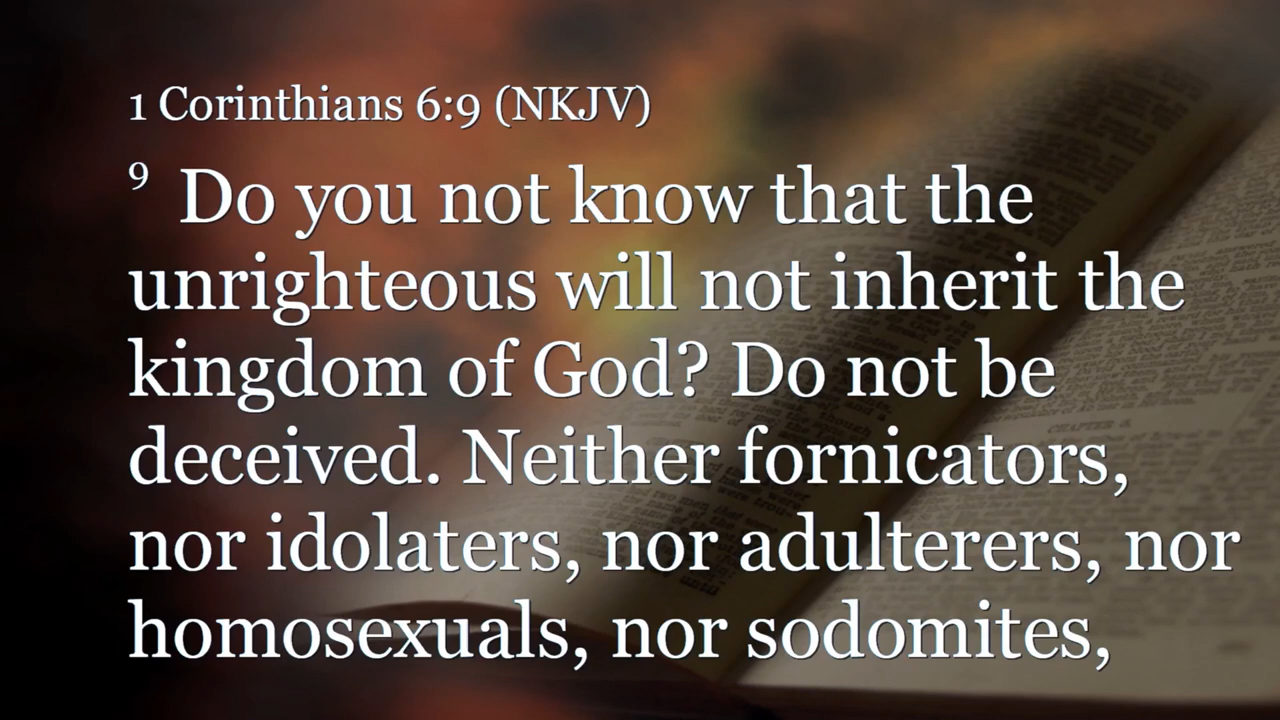 1 Corinthians 6:9 (NKJV)
9 Do you not know that the
unrighteous will not inherit the
kingdom of God? Do not be
deceived. Neither fornicators,
nor idolaters, nor adulterers, nor
homosexuals, nor sodomites,